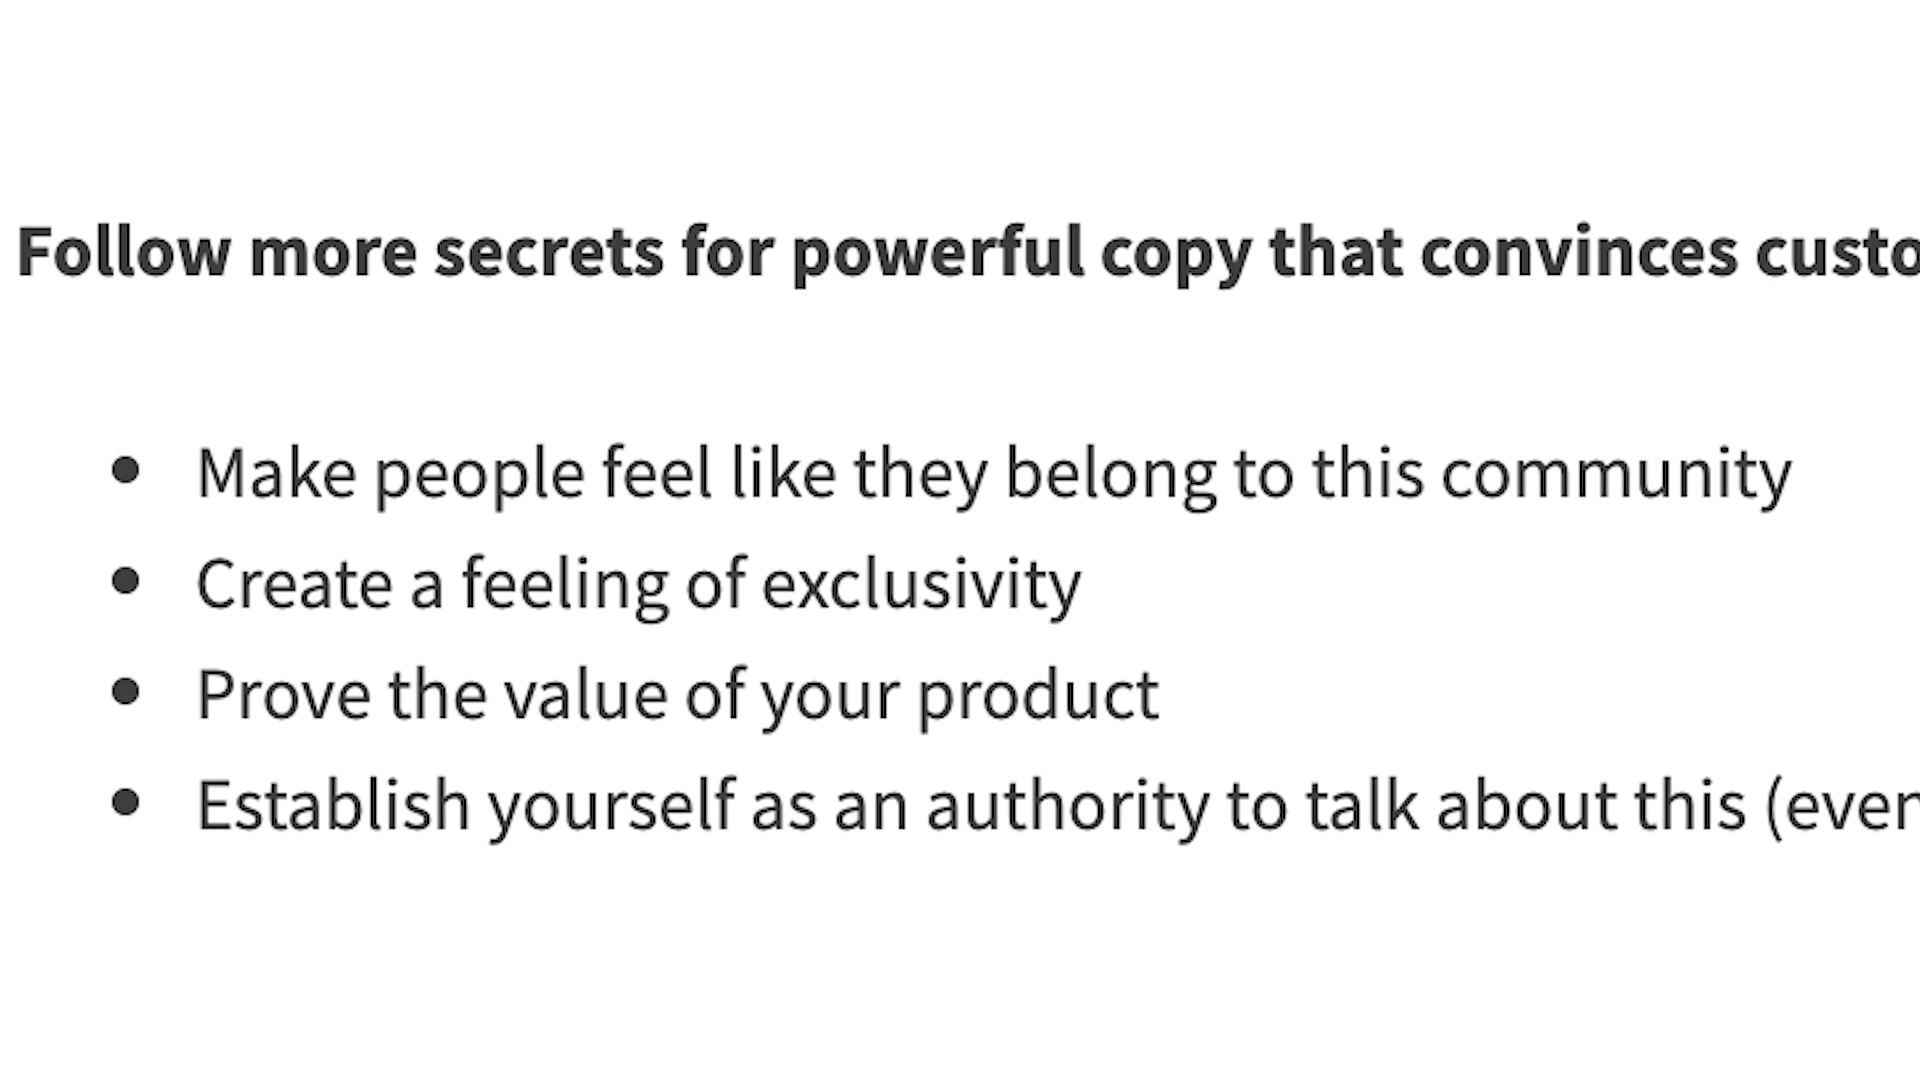 Follow more secrets for powerful copy that convinces custo
• Make people feel like they belong to this community
• Create a feeling of exclusivity
• Prove the value of your product
• Establish yourself as an authority to talk about this (even